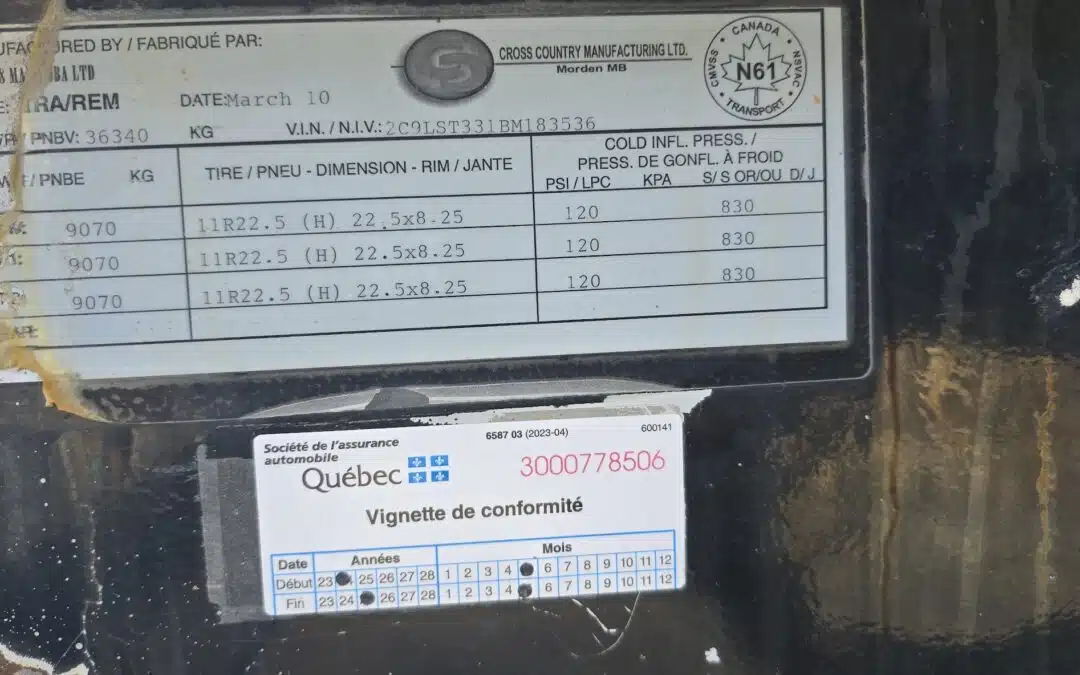 UFACTURED BY / FABRIQUÉ PAR:
LTD
TRA/REM
DATE:March 10
CROSS COUNTRY MANUFACTURING LTD.
Morden MB
CANADA
CMVSS
N61
NSVAC
TRANSPORT
/ PNBV: 36340 KG V.I.N. / N.I.V.: 2C9LST331BM183536
/ PNBE KG
TIRE / PNEU - DIMENSION - RIM / JANTE
COLD INFL. PRESS. /
PRESS. DE GONFL. À FROID
PSI / LPC KPA S/ S OR/OU D/ J
9070 11R22.5 (H) 22.5x8.25 120 830
9070 11R22.5 (H) 22.5x8.25 120 830
9070 11R22.5 (H) 22.5x8.25 120 830
Société de l'assurance
automobile
Québec
6587 03 (2023-04)
600141
3000778506
Vignette de conformité
Date Années Mois
Début 23 25 26 27 28 1 2 3 4 6 7 8 9 10 11 12
Fin 23 24 26 27 28 1 2 3 4 6 7 8 9 10 11 12